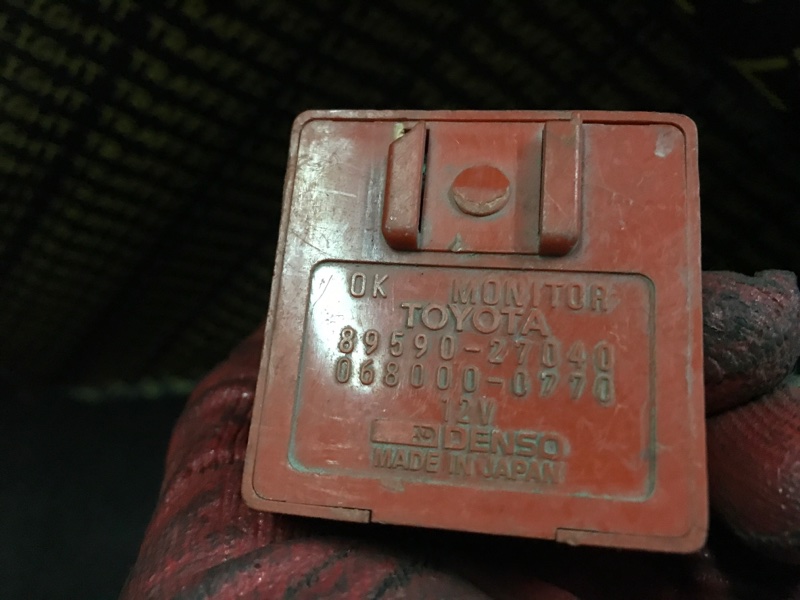 OK MONITOR
TOYOTA
89590-27040
068000-0770
12V
DENSO
MADE IN JAPAN